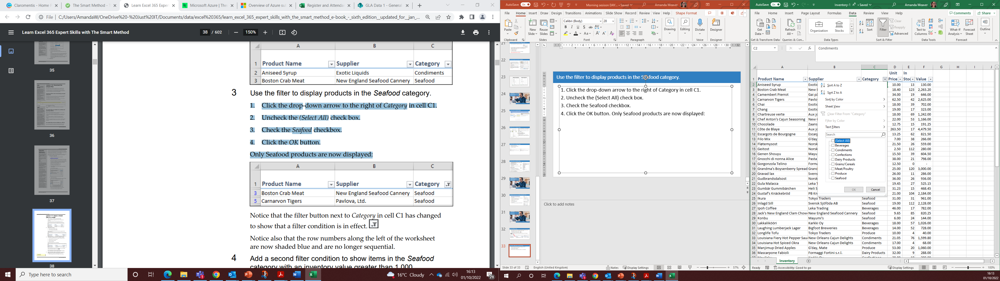 Claromentis - Home P
The Smart Method - T
Learn Excel 365 Exper
Microsoft Azure | The
Overview of Azure sub
Register and Attendan
GLA Data 1 - General
File | C:/Users/AmandaW/OneDrive%20-%20Just%20IT/Documents/data/excel%20365/learn_excel_365_expert_skills_with_the_smart_method_e-book_-_sixth_edition__updated_for__jan_...
Learn Excel 365 Expert Skills with The Smart Method
38 / 602
150%
35
36
37
38
A B C
1 Product Name Supplier Category
2 Aniseed Syrup Exotic Liquids Condiments
3 Boston Crab Meat New England Seafood Cannery Seafood
3 Use the filter to display products in the Seafood category.
1. Click the drop-down arrow to the right of Category in cell C1.
2. Uncheck the (Select All) check box.
3. Check the Seafood checkbox.
4. Click the OK button.
Only Seafood products are now displayed:
A B C
1 Product Name Supplier Category
3 Boston Crab Meat New England Seafood Cannery Seafood
5 Carnarvon Tigers Pavlova, Ltd. Seafood
Notice that the filter button next to Category in cell C1 has changed
to show that a filter condition is in effect.
Notice also that the row numbers along the left of the worksheet
are now shaded blue and are no longer sequential.
4 Add a second filter condition to show items in the Seafood
category with an inventory value greater than 1,000.
Type here to search
16°C Cloudy
16:13
01/10/2022
28
AutoSave On
Morning sesison DAY... • Saved
Amanda Weaver
File Home Insert Draw Design Transitions Animations Slide Show Record Review View Help Shape Format
Paste
New Slide
Reuse Slides
Calibri (Body) 28
Drawing
Editing
Dictate
Designer
Clipboard Slides Font Paragraph Voice Designer
21
22
23
24
25
26
27
28
29
30
31
32
33
Use the filter to display products in the Seafood category.
1. Click the drop-down arrow to the right of Category in cell C1.
2. Uncheck the (Select All) check box.
3. Check the Seafood checkbox.
4. Click the OK button. Only Seafood products are now displayed:
Click to add notes
Slide 33 of 33
English (United Kingdom)
Notes
Display Settings
57%
AutoSave On
Inventory-1 • Saved
Amanda Weaver
File Home Insert Page Layout Formulas Data Review View Help
Comments
Share
Get Data
Refresh All
Organization
Stocks
Sort
Filter
Clear
Reapply
Advanced
Text to Columns
What-If Analysis
Forecast Sheet
Outline
Get & Transform Data Queries & Con... Data Types Sort & Filter Data Tools Forecast
C2
Condiments
A B C D E F G H I J
Unit In
1 Product Name Supplier Category Price Stoc Value
2 Aniseed Syrup Exotic 10.00 13 130.00
3 Boston Crab Meat New E 18.40 123 2,263.20
4 Camembert Pierrot Gai pâ 34.00 19 646.00
5 Carnarvon Tigers Pavlo 62.50 42 2,625.00
6 Chai Exotic 18.00 39 702.00
7 Chang Exotic 19.00 17 323.00
8 Chartreuse verte Aux jo 18.00 69 1,242.00
9 Chef Anton's Cajun Seasoning New O 22.00 53 1,166.00
10 Chocolade Zaans 12.75 15 191.25
11 Côte de Blaye Aux jo 263.50 17 4,479.50
12 Escargots de Bourgogne Escarg 13.25 62 821.50
13 Filo Mix G'day, 7.00 38 266.00
14 Fløtemysost Norsk 21.50 26 559.00
15 Geitost Norsk 2.50 112 280.00
16 Genen Shouyu Mayu 15.50 39 604.50
17 Gnocchi di nonna Alice Pasta 38.00 21 798.00
18 Gorgonzola Telino Forma 12.50 0 -
19 Grandma's Boysenberry Spread Grand 25.00 120 3,000.00
20 Gravad lax Svens 26.00 11 286.00
21 Gudbrandsdalsost Norsk 36.00 26 936.00
22 Gula Malacca Leka T 19.45 27 525.15
23 Gumbär Gummibärchen Heli S 31.23 15 468.45
24 Gustaf's Knäckebröd PB Kn 21.00 104 2,184.00
25 Ikura Tokyo Traders Seafood 31.00 31 961.00
26 Inlagd Sill Svensk Sjöföda AB Seafood 19.00 112 2,128.00
27 Ipoh Coffee Leka Trading Beverages 46.00 17 782.00
28 Jack's New England Clam Chow New England Seafood Cannery Seafood 9.65 85 820.25
29 Konbu Mayumi's Seafood 6.00 24 144.00
30 Lakkalikööri Karkki Oy Beverages 18.00 57 1,026.00
31 Laughing Lumberjack Lager Bigfoot Breweries Beverages 14.00 52 728.00
32 Longlife Tofu Tokyo Traders Produce 10.00 4 40.00
33 Louisiana Fiery Hot Pepper Sau New Orleans Cajun Delights Condiments 21.05 76 1,599.80
34 Louisiana Hot Spiced Okra New Orleans Cajun Delights Condiments 17.00 4 68.00
35 Manjimup Dried Apples G'day, Mate Produce 53.00 20 1,060.00
36 Mascarpone Fabioli Formaggi Fortini s.r.l. Dairy Products 32.00 9 288.00
Sort A to Z
Sort Z to A
Sort by Color
Sheet View
Clear Filter From "Category"
Filter by Color
Text Filters
Search
(Select All)
Beverages
Condiments
Confections
Dairy Products
Grains/Cereals
Meat/Poultry
Produce
Seafood
OK Cancel
Inventory
Ready
Accessibility: Good to go
Display Settings
100%
16:13
01/10/2022